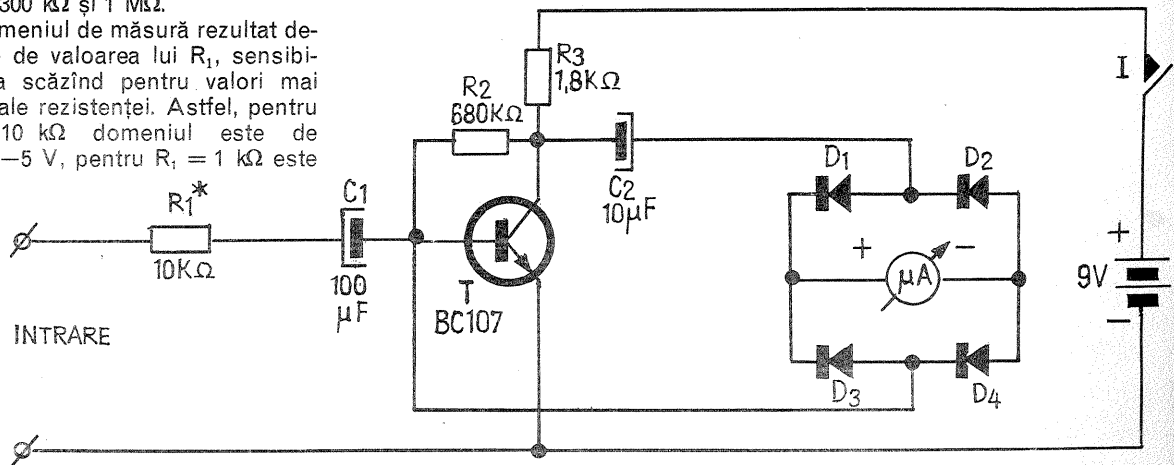 300 kΩ și 1 MΩ.
meniul de măsură rezultat de-
de valoarea lui R₁, sensibi-
a scăzînd pentru valori mai
ale rezistenței. Astfel, pentru
10 kΩ domeniul este de
—5 V, pentru R₁ = 1 kΩ este
R1*
10KΩ
C1
100
µF
R2
680KΩ
R3
1,8KΩ
C2
10µF
T
BC107
D1
D2
+
−
µA
D3
D4
I
+
9V
−
INTRARE